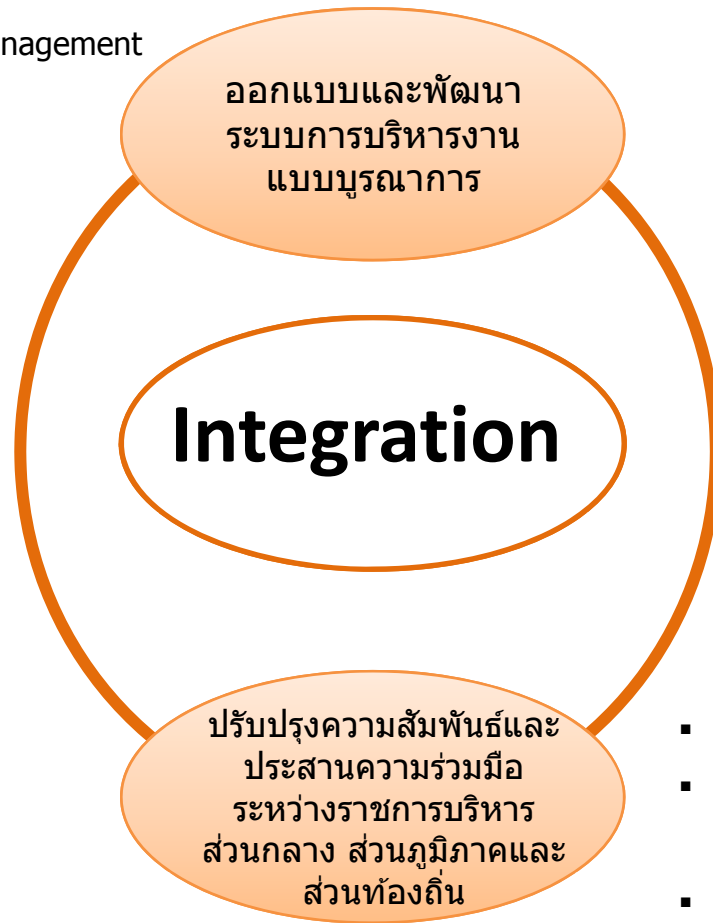 nagement
ออกแบบและพัฒนา
ระบบการบริหารงาน
แบบบูรณาการ
Integration
ปรับปรุงความสัมพันธ์และ
ประสานความร่วมมือ
ระหว่างราชการบริหาร
ส่วนกลาง ส่วนภูมิภาคและ
ส่วนท้องถิ่น